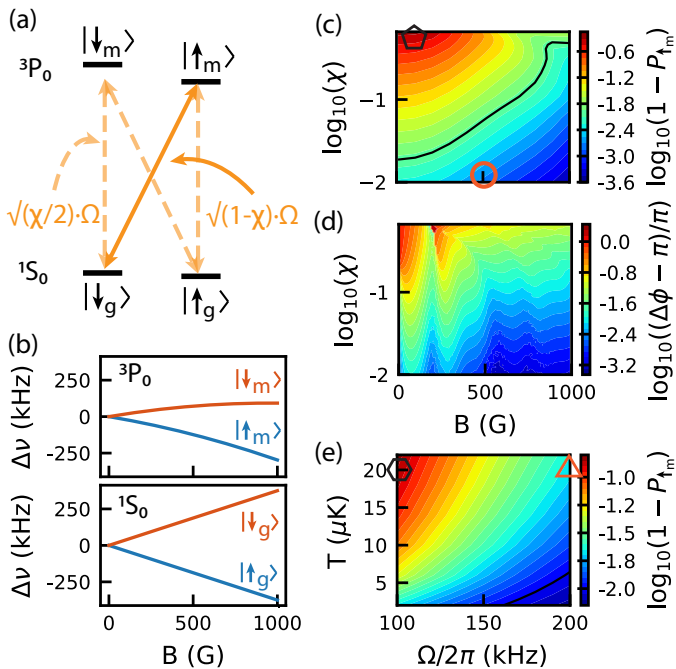 (a)
|↓m⟩
|↑m⟩
³P₀
√(χ/2)·Ω
√(1-χ)·Ω
¹S₀
|↓g⟩
|↑g⟩
(b)
³P₀
|↓m⟩
|↑m⟩
Δν (kHz)
250
0
-250
¹S₀
|↓g⟩
|↑g⟩
Δν (kHz)
250
0
-250
0 500 1000
B (G)
(c)
log₁₀(χ)
-1
-2
-0.6
-1.2
-1.8
-2.4
-3.0
-3.6
log₁₀(1 − P↑m)
(d)
log₁₀(χ)
-1
-2
0 500 1000
B (G)
0.0
-0.8
-1.6
-2.4
-3.2
log₁₀((Δϕ − π)/π)
(e)
T (μK)
20
15
10
5
100 150 200
Ω/2π (kHz)
-1.0
-1.2
-1.5
-1.8
-2.0
log₁₀(1 − P↑m)